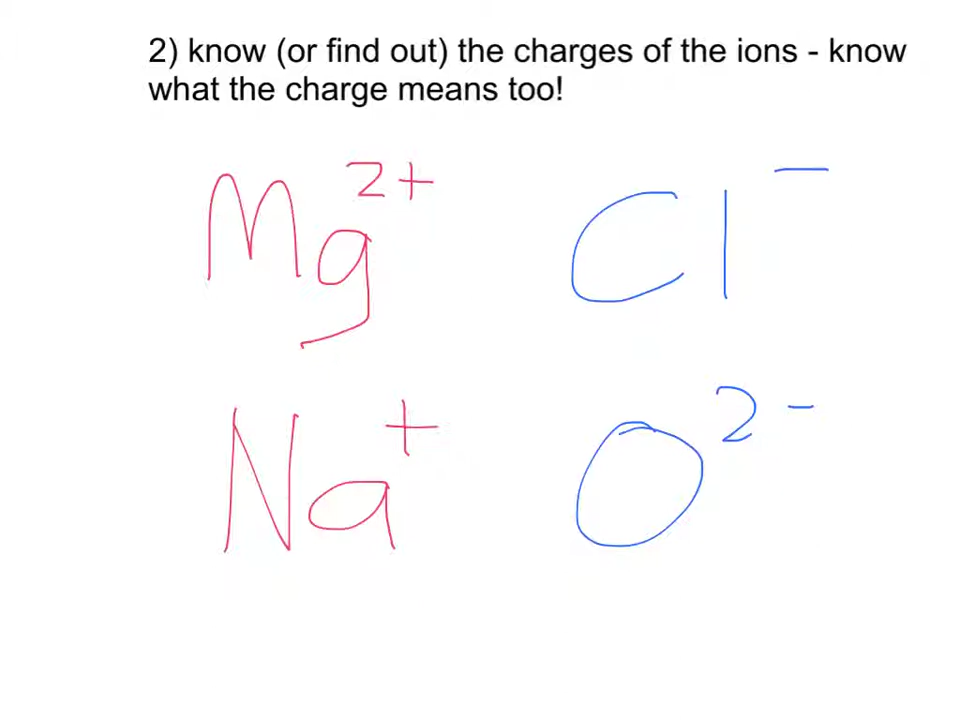 2) know (or find out) the charges of the ions - know
what the charge means too!
Mg²⁺ Cl⁻
Na⁺ O²⁻